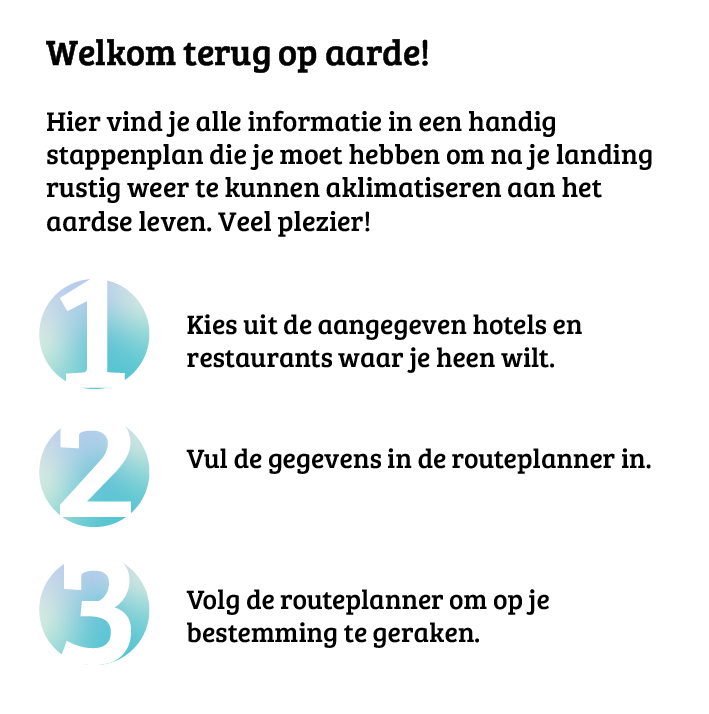 Welkom terug op aarde!
Hier vind je alle informatie in een handig
stappenplan die je moet hebben om na je landing
rustig weer te kunnen aklimatiseren aan het
aardse leven. Veel plezier!
1
Kies uit de aangegeven hotels en
restaurants waar je heen wilt.
2
Vul de gegevens in de routeplanner in.
3
Volg de routeplanner om op je
bestemming te geraken.